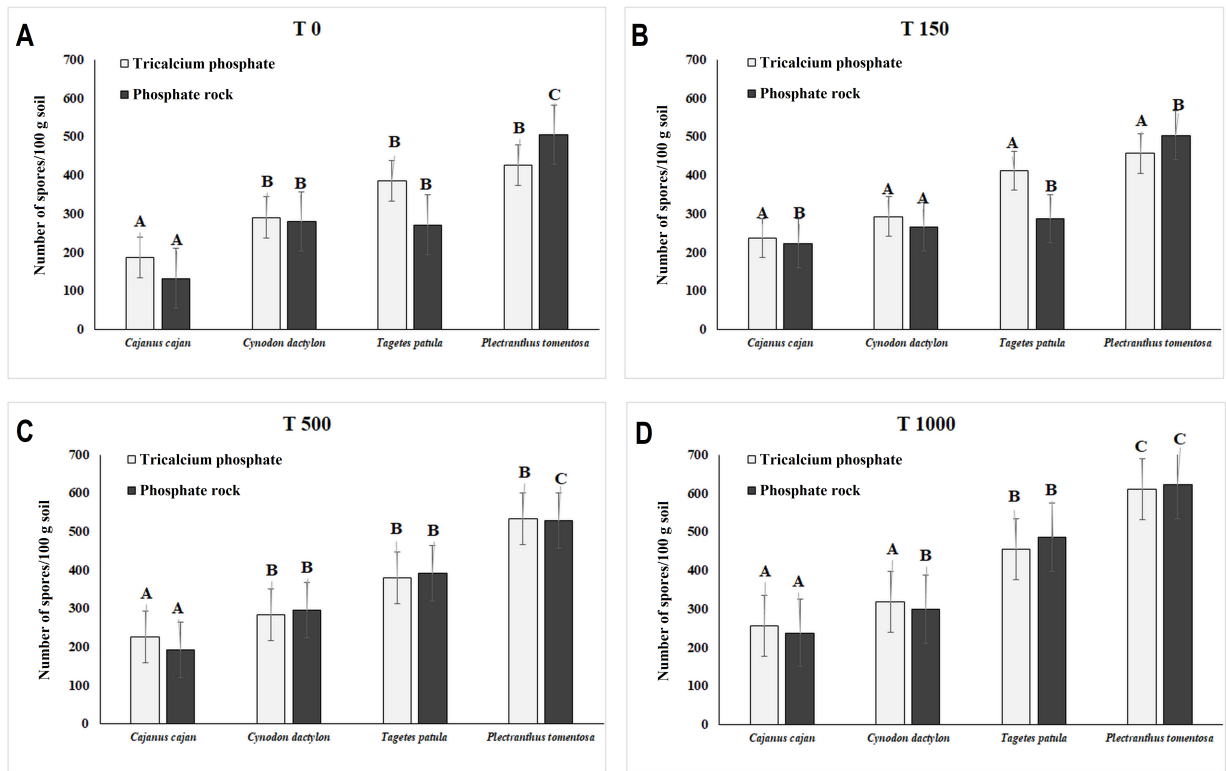 A
T 0
Number of spores/100 g soil
700
600
500
400
300
200
100
0
Tricalcium phosphate
Phosphate rock
A
A
B
B
B
B
B
C
Cajanus cajan
Cynodon dactylon
Tagetes patula
Plectranthus tomentosa
B
T 150
Number of spores/100 g soil
700
600
500
400
300
200
100
0
Tricalcium phosphate
Phosphate rock
A
B
A
A
A
B
A
B
Cajanus cajan
Cynodon dactylon
Tagetes patula
Plectranthus tomentosa
C
T 500
Number of spores/100 g soil
700
600
500
400
300
200
100
0
Tricalcium phosphate
Phosphate rock
A
A
B
B
B
B
B
C
Cajanus cajan
Cynodon dactylon
Tagetes patula
Plectranthus tomentosa
D
T 1000
Number of spores/100 g soil
700
600
500
400
300
200
100
0
Tricalcium phosphate
Phosphate rock
A
A
A
B
B
B
C
C
Cajanus cajan
Cynodon dactylon
Tagetes patula
Plectranthus tomentosa